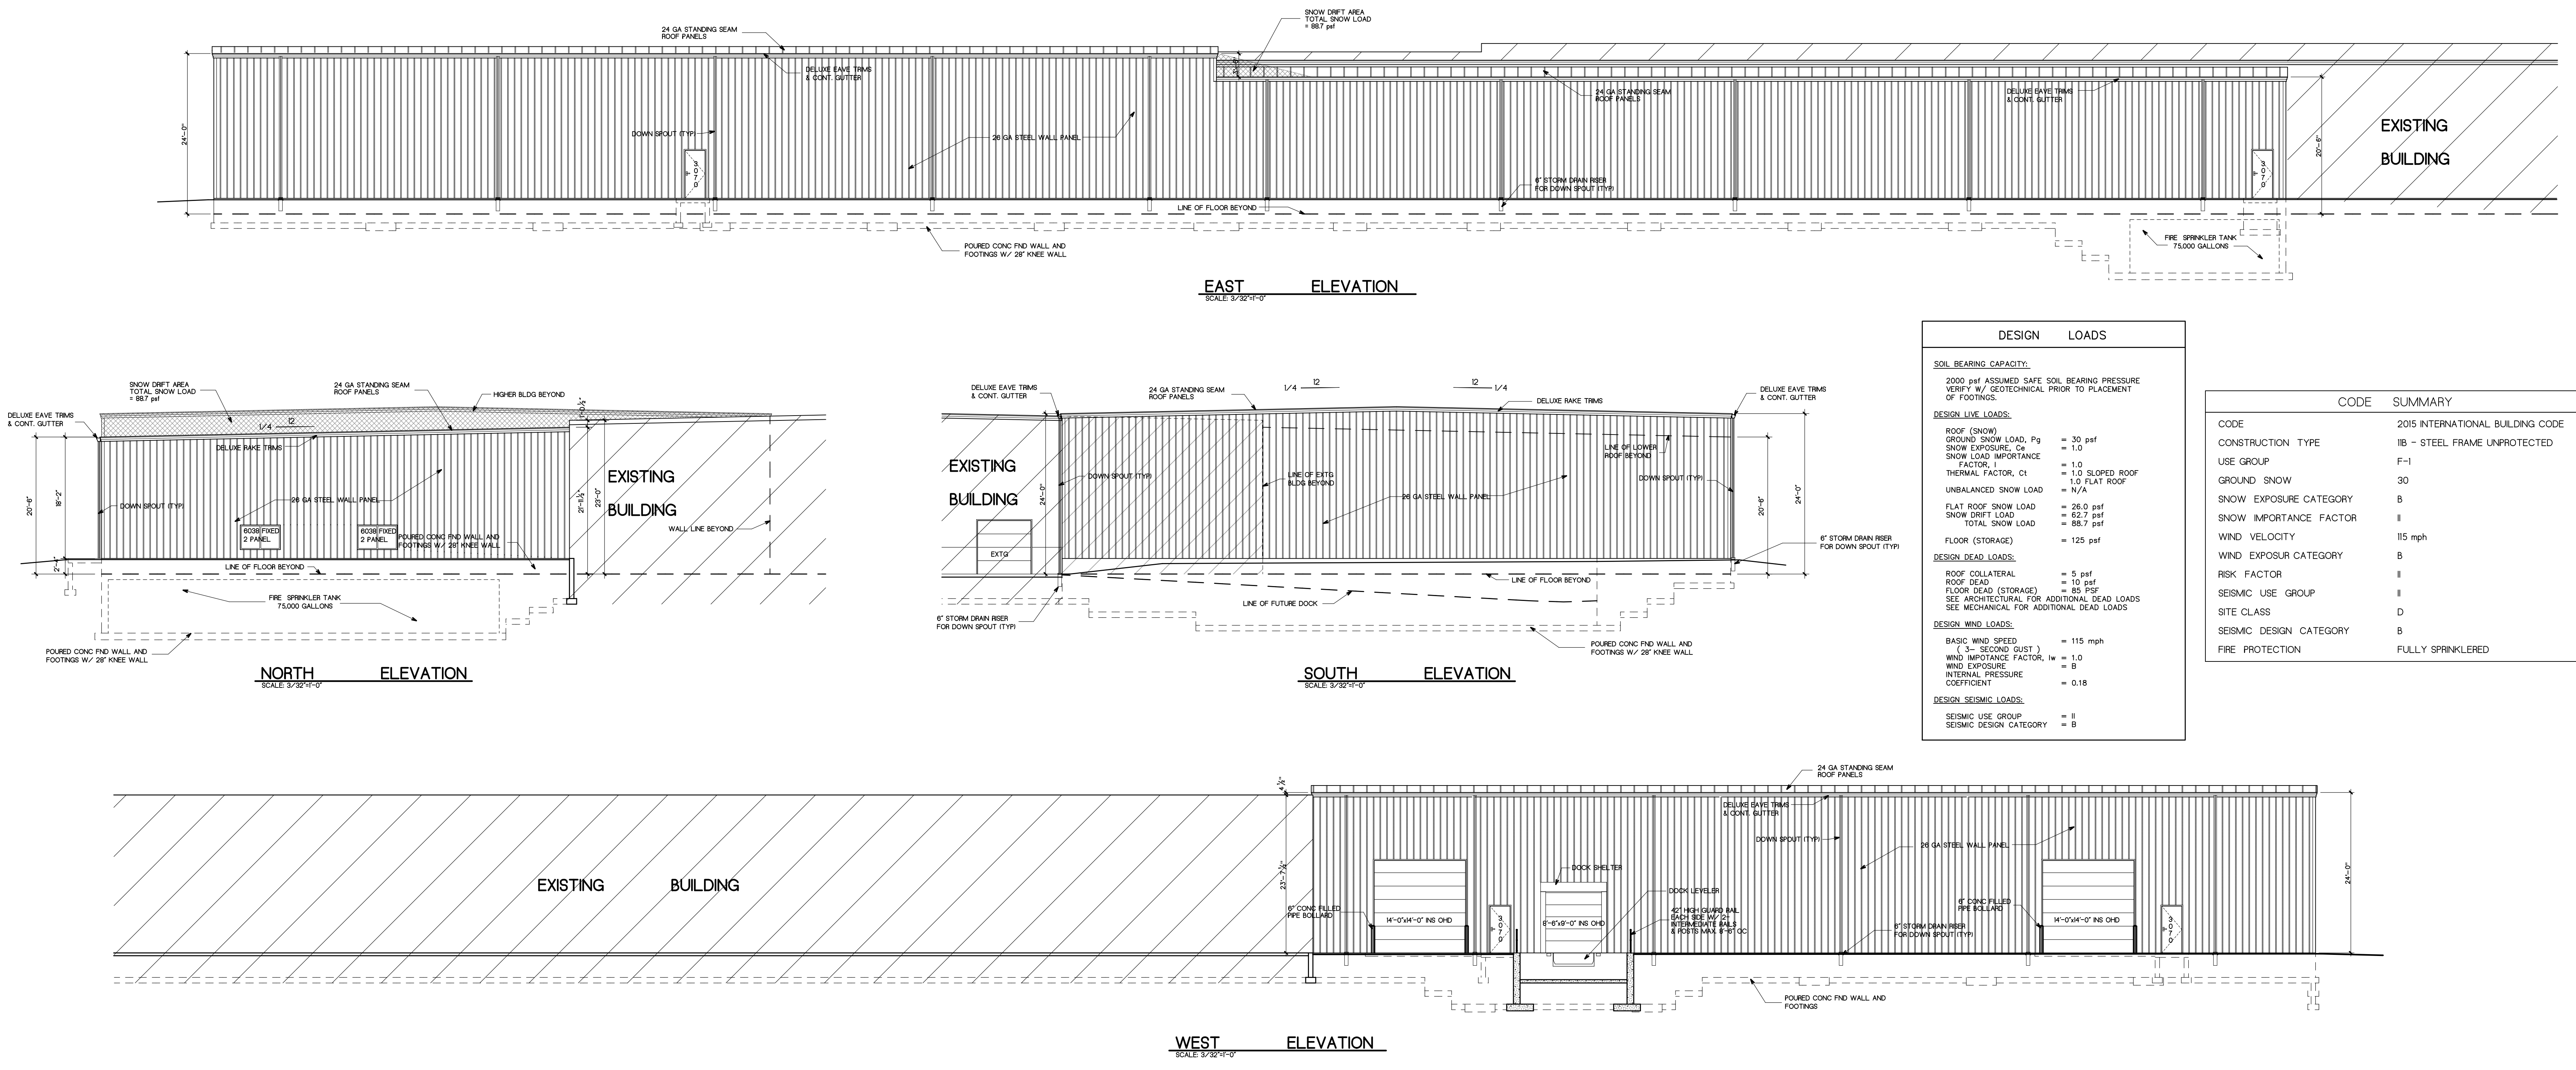 24 GA STANDING SEAM
ROOF PANELS
SNOW DRIFT AREA
TOTAL SNOW LOAD
= 88.7 psf
DELUXE EAVE TRIMS
& CONT. GUTTER
24'-0"
DOWN SPOUT (TYP)
26 GA STEEL WALL PANEL
3070
24 GA STANDING SEAM
ROOF PANELS
DELUXE EAVE TRIMS
& CONT. GUTTER
EXISTING
BUILDING
20'-6"
3070
6" STORM DRAIN RISER
FOR DOWN SPOUT (TYP)
LINE OF FLOOR BEYOND
POURED CONC FND WALL AND
FOOTINGS W/ 28" KNEE WALL
FIRE SPRINKLER TANK
75,000 GALLONS
EAST ELEVATION
SCALE: 3/32"=1'-0"
SNOW DRIFT AREA
TOTAL SNOW LOAD
= 88.7 psf
24 GA STANDING SEAM
ROOF PANELS
HIGHER BLDG BEYOND
DELUXE EAVE TRIMS
& CONT. GUTTER
12
1/4
DELUXE RAKE TRIMS
1'-0 1/2"
20'-6"
18'-2"
2'-4"
DOWN SPOUT (TYP)
26 GA STEEL WALL PANEL
6038 FIXED
2 PANEL
6038 FIXED
2 PANEL
POURED CONC FND WALL AND
FOOTINGS W/ 28" KNEE WALL
21'-11 1/2"
23'-0"
EXISTING
BUILDING
WALL LINE BEYOND
LINE OF FLOOR BEYOND
FIRE SPRINKLER TANK
75,000 GALLONS
POURED CONC FND WALL AND
FOOTINGS W/ 28" KNEE WALL
NORTH ELEVATION
SCALE: 3/32"=1'-0"
DELUXE EAVE TRIMS
& CONT. GUTTER
24 GA STANDING SEAM
ROOF PANELS
12
1/4
12
1/4
DELUXE RAKE TRIMS
DELUXE EAVE TRIMS
& CONT. GUTTER
EXISTING
BUILDING
EXTG
24'-0"
DOWN SPOUT (TYP)
LINE OF EXTG
BLDG BEYOND
26 GA STEEL WALL PANEL
LINE OF LOWER
ROOF BEYOND
DOWN SPOUT (TYP)
20'-6"
24'-0"
6" STORM DRAIN RISER
FOR DOWN SPOUT (TYP)
LINE OF FLOOR BEYOND
LINE OF FUTURE DOCK
6" STORM DRAIN RISER
FOR DOWN SPOUT (TYP)
POURED CONC FND WALL AND
FOOTINGS W/ 28" KNEE WALL
SOUTH ELEVATION
SCALE: 3/32"=1'-0"
DESIGN LOADS
SOIL BEARING CAPACITY:
2000 psf ASSUMED SAFE SOIL BEARING PRESSURE
VERIFY W/ GEOTECHNICAL PRIOR TO PLACEMENT
OF FOOTINGS.
DESIGN LIVE LOADS:
ROOF (SNOW)
GROUND SNOW LOAD, Pg = 30 psf
SNOW EXPOSURE, Ce = 1.0
SNOW LOAD IMPORTANCE
FACTOR, I = 1.0
THERMAL FACTOR, Ct = 1.0 SLOPED ROOF
1.0 FLAT ROOF
UNBALANCED SNOW LOAD = N/A
FLAT ROOF SNOW LOAD = 26.0 psf
SNOW DRIFT LOAD = 62.7 psf
TOTAL SNOW LOAD = 88.7 psf
FLOOR (STORAGE) = 125 psf
DESIGN DEAD LOADS:
ROOF COLLATERAL = 5 psf
ROOF DEAD = 10 psf
FLOOR DEAD (STORAGE) = 85 PSF
SEE ARCHITECTURAL FOR ADDITIONAL DEAD LOADS
SEE MECHANICAL FOR ADDITIONAL DEAD LOADS
DESIGN WIND LOADS:
BASIC WIND SPEED = 115 mph
( 3- SECOND GUST )
WIND IMPOTANCE FACTOR, Iw = 1.0
WIND EXPOSURE = B
INTERNAL PRESSURE
COEFFICIENT = 0.18
DESIGN SEISMIC LOADS:
SEISMIC USE GROUP = II
SEISMIC DESIGN CATEGORY = B
CODE SUMMARY
CODE 2015 INTERNATIONAL BUILDING CODE
CONSTRUCTION TYPE IIB - STEEL FRAME UNPROTECTED
USE GROUP F-1
GROUND SNOW 30
SNOW EXPOSURE CATEGORY B
SNOW IMPORTANCE FACTOR II
WIND VELOCITY 115 mph
WIND EXPOSUR CATEGORY B
RISK FACTOR II
SEISMIC USE GROUP II
SITE CLASS D
SEISMIC DESIGN CATEGORY B
FIRE PROTECTION FULLY SPRINKLERED
24 GA STANDING SEAM
ROOF PANELS
4 1/2"
DELUXE EAVE TRIMS
& CONT. GUTTER
DOWN SPOUT (TYP)
26 GA STEEL WALL PANEL
EXISTING BUILDING
23'-7 1/2"
24'-0"
DOCK SHELTER
DOCK LEVELER
6" CONC FILLED
PIPE BOLLARD
14'-0"x14'-0" INS OHD
3070
8'-6"x9'-0" INS OHD
42" HIGH GUARD RAIL
EACH SIDE W/ 2-
INTERMEDIATE RAILS
& POSTS MAX. 8'-6" OC
6" STORM DRAIN RISER
FOR DOWN SPOUT (TYP)
6" CONC FILLED
PIPE BOLLARD
14'-0"x14'-0" INS OHD
3070
POURED CONC FND WALL AND
FOOTINGS
WEST ELEVATION
SCALE: 3/32"=1'-0"